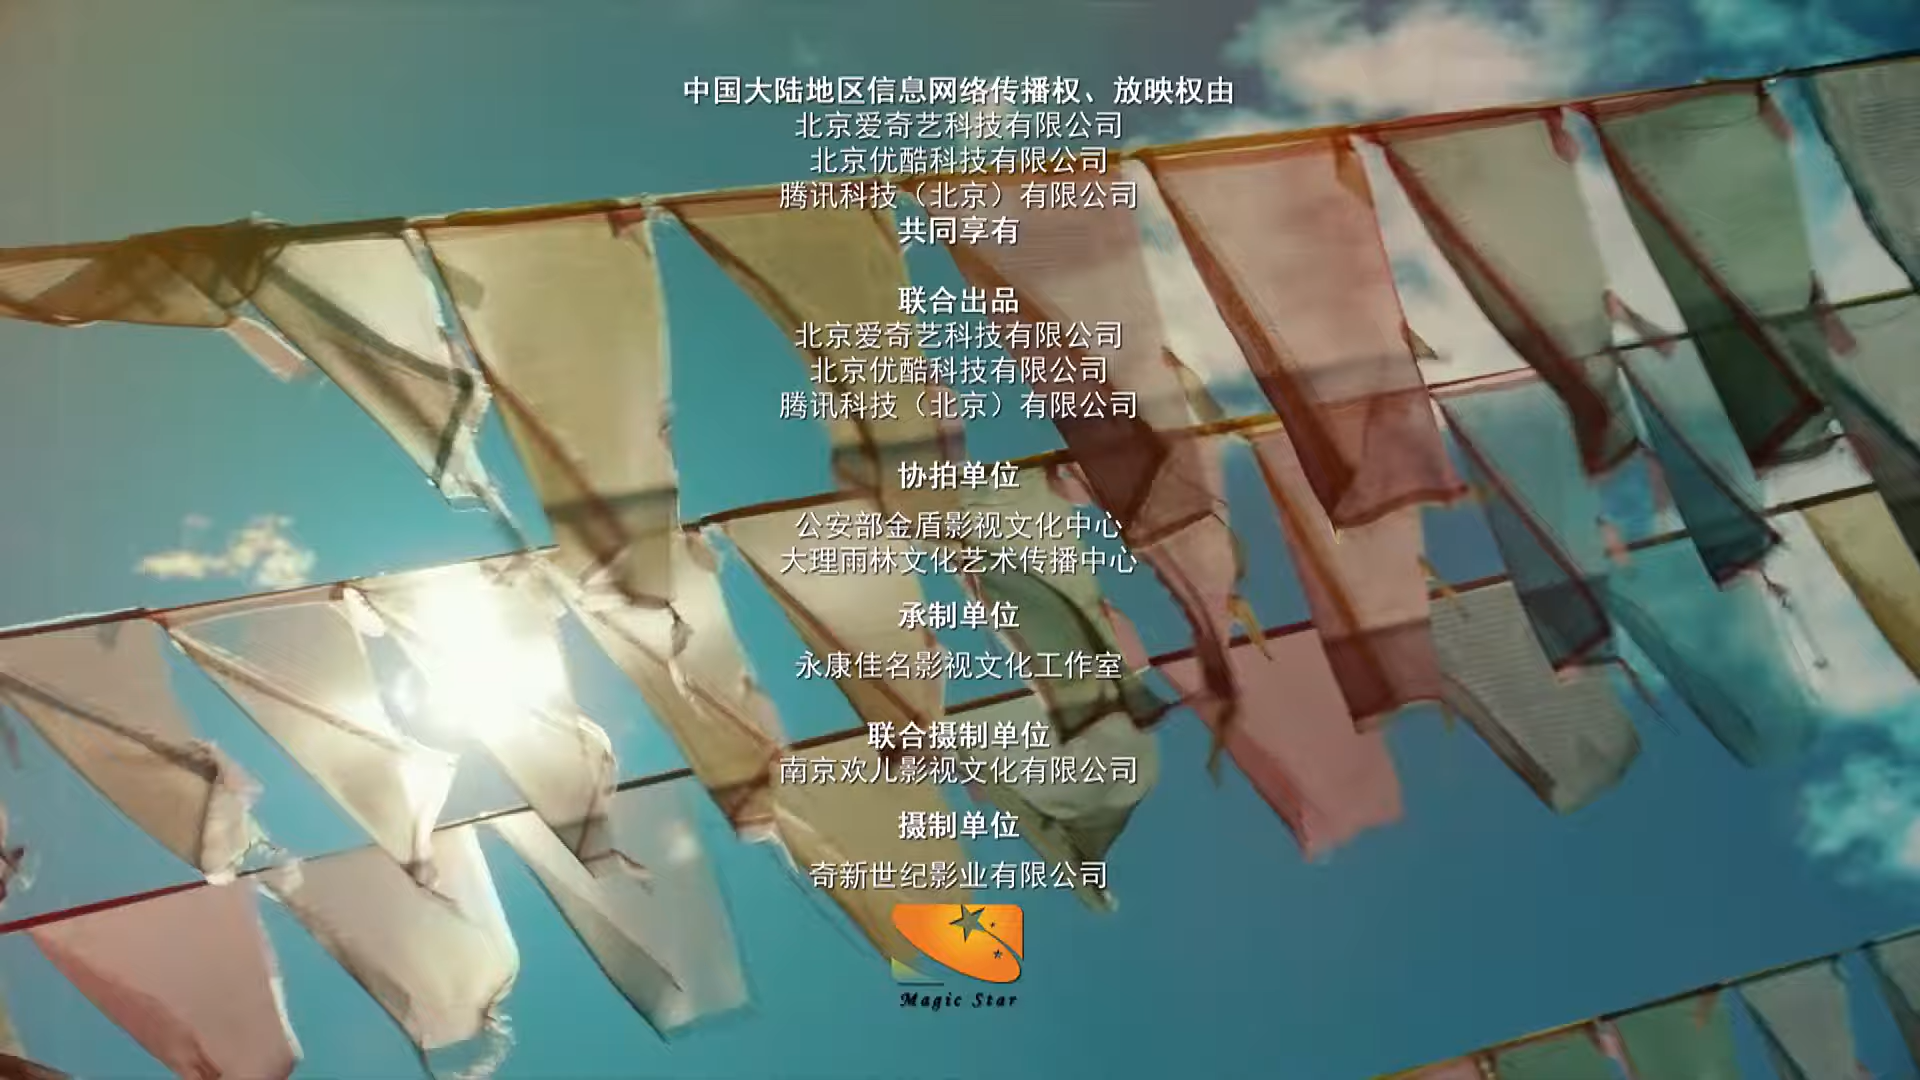 中国大陆地区信息网络传播权、放映权由
北京爱奇艺科技有限公司
北京优酷科技有限公司
腾讯科技（北京）有限公司
共同享有
联合出品
北京爱奇艺科技有限公司
北京优酷科技有限公司
腾讯科技（北京）有限公司
协拍单位
公安部金盾影视文化中心
大理雨林文化艺术传播中心
承制单位
永康佳名影视文化工作室
联合摄制单位
南京欢儿影视文化有限公司
摄制单位
奇新世纪影业有限公司
Magic Star